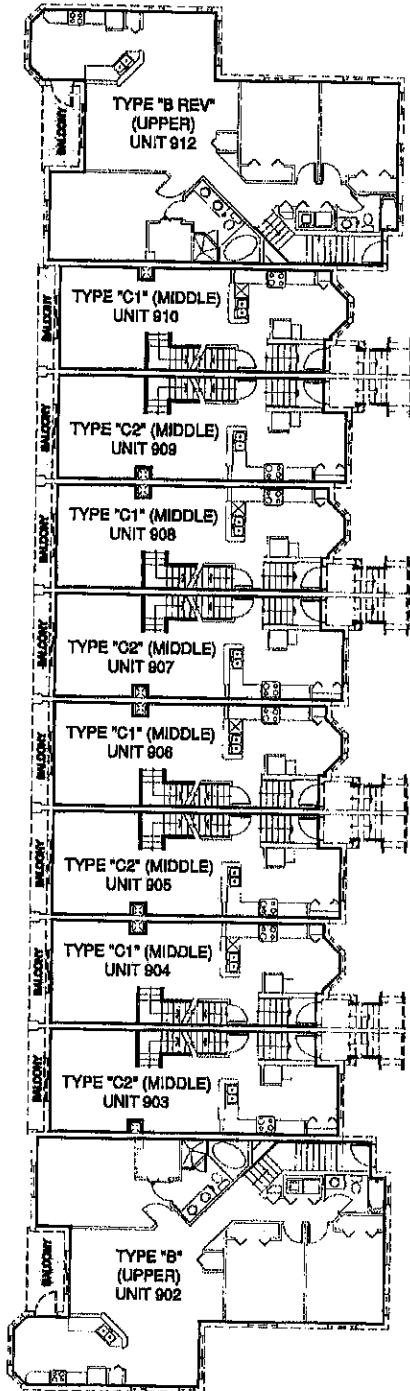 BALCONY
TYPE "B REV"
(UPPER)
UNIT 912
BALCONY
TYPE "C1" (MIDDLE)
UNIT 910
BALCONY
TYPE "C2" (MIDDLE)
UNIT 909
BALCONY
TYPE "C1" (MIDDLE)
UNIT 908
BALCONY
TYPE "C2" (MIDDLE)
UNIT 907
BALCONY
TYPE "C1" (MIDDLE)
UNIT 906
BALCONY
TYPE "C2" (MIDDLE)
UNIT 905
BALCONY
TYPE "C1" (MIDDLE)
UNIT 904
BALCONY
TYPE "C2" (MIDDLE)
UNIT 903
BALCONY
TYPE "B"
(UPPER)
UNIT 902